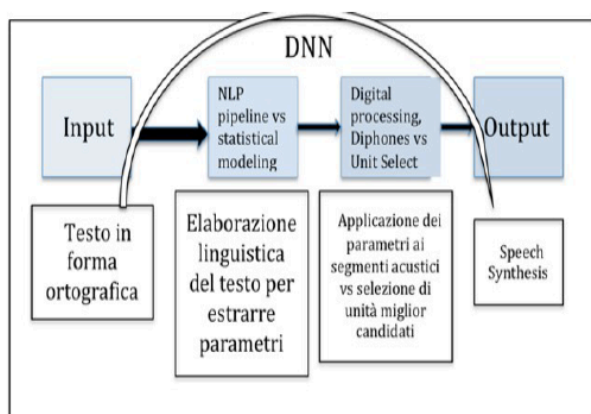 DNN
Input
NLP
pipeline vs
statistical
modeling
Digital
processing,
Diphones vs
Unit Select
Output
Testo in
forma
ortografica
Elaborazione
linguistica
del testo per
estrarre
parametri
Applicazione dei
parametri ai
segmenti acustici
vs selezione di
unità miglior
candidati
Speech
Synthesis